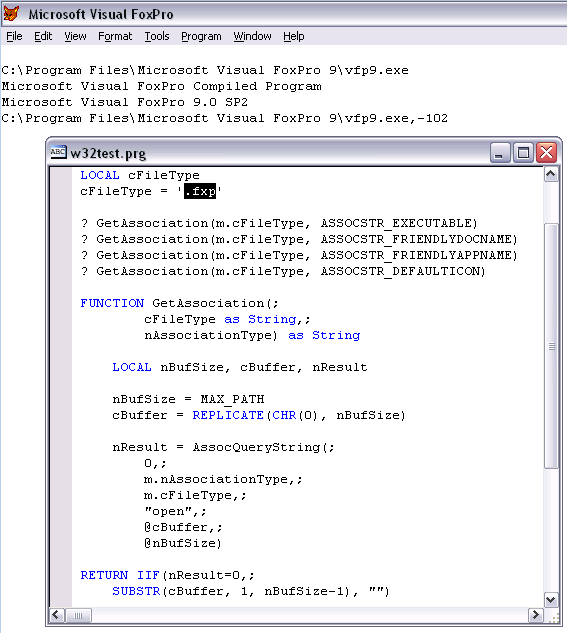 Microsoft Visual FoxPro
File Edit View Format Tools Program Window Help
C:\Program Files\Microsoft Visual FoxPro 9\vfp9.exe
Microsoft Visual FoxPro Compiled Program
Microsoft Visual FoxPro 9.0 SP2
C:\Program Files\Microsoft Visual FoxPro 9\vfp9.exe,-102
ABC w32test.prg
LOCAL cFileType
cFileType = '.fxp'
? GetAssociation(m.cFileType, ASSOCSTR_EXECUTABLE)
? GetAssociation(m.cFileType, ASSOCSTR_FRIENDLYDOCNAME)
? GetAssociation(m.cFileType, ASSOCSTR_FRIENDLYAPPNAME)
? GetAssociation(m.cFileType, ASSOCSTR_DEFAULTICON)
FUNCTION GetAssociation(;
cFileType as String,;
nAssociationType) as String
LOCAL nBufSize, cBuffer, nResult
nBufSize = MAX_PATH
cBuffer = REPLICATE(CHR(0), nBufSize)
nResult = AssocQueryString(;
0,;
m.nAssociationType,;
m.cFileType,;
"open",;
@cBuffer,;
@nBufSize)
RETURN IIF(nResult=0,;
SUBSTR(cBuffer, 1, nBufSize-1), "")